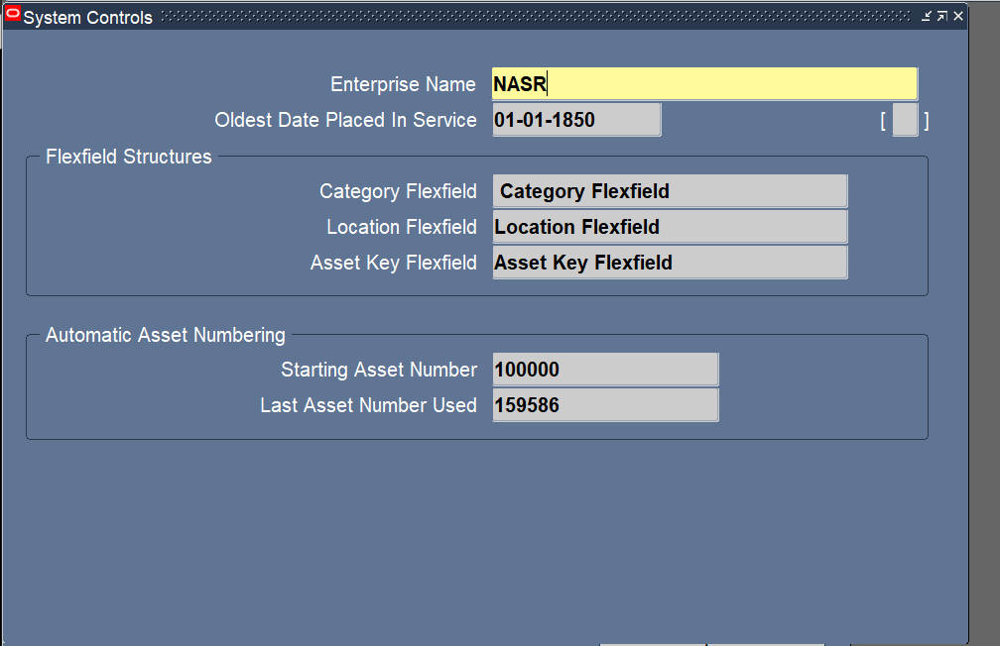 System Controls
Enterprise Name NASR
Oldest Date Placed In Service 01-01-1850 [ ]
Flexfield Structures
Category Flexfield Category Flexfield
Location Flexfield Location Flexfield
Asset Key Flexfield Asset Key Flexfield
Automatic Asset Numbering
Starting Asset Number 100000
Last Asset Number Used 159586